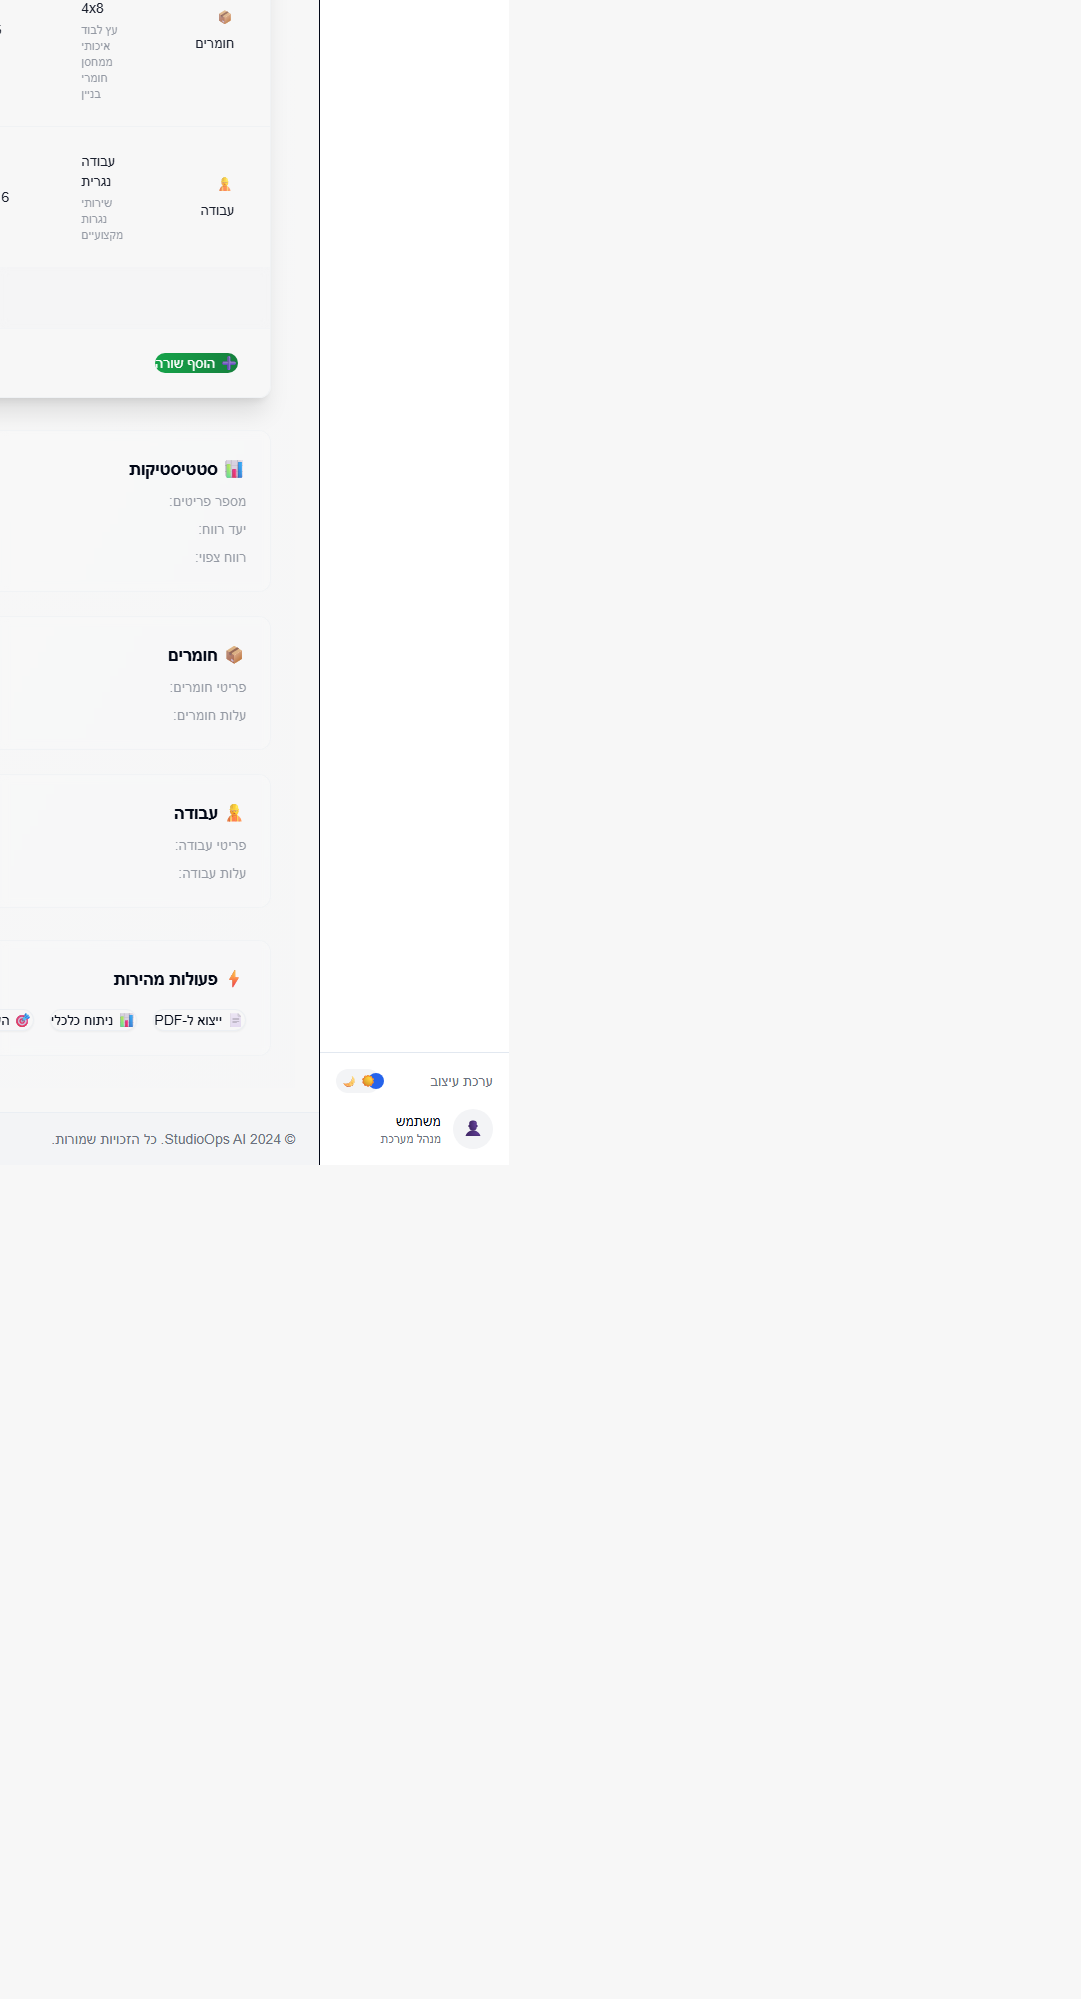 4x8
עץ לבוד
איכותי
ממחסן
חומרי
בניין
חומרים
עבודה
נגרית
שירותי
נגרות
מקצועיים
עבודה
6
הוסף שורה
סטטיסטיקות
מספר פריטים:
יעד רווח:
רווח צפוי:
חומרים
פריטי חומרים:
עלות חומרים:
עבודה
פריטי עבודה:
עלות עבודה:
פעולות מהירות
ייצוא ל-PDF
ניתוח כלכלי
© 2024 StudioOps AI. כל הזכויות שמורות.
ערכת עיצוב
משתמש
מנהל מערכת